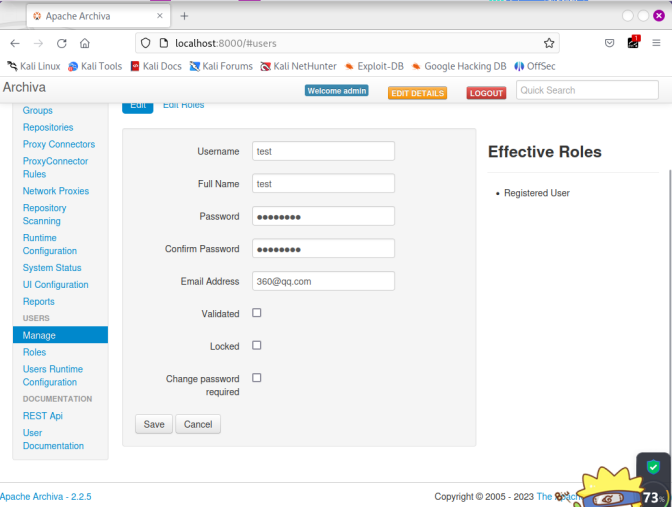 Apache Archiva
localhost:8000/#users
Kali Linux Kali Tools Kali Docs Kali Forums Kali NetHunter Exploit-DB Google Hacking DB OffSec
Archiva
Welcome admin
EDIT DETAILS
LOGOUT
Quick Search
Groups
Repositories
Proxy Connectors
ProxyConnector
Rules
Network Proxies
Repository
Scanning
Runtime
Configuration
System Status
UI Configuration
Reports
USERS
Manage
Roles
Users Runtime
Configuration
DOCUMENTATION
REST Api
User
Documentation
Edit
Edit Roles
Username
test
Full Name
test
Password
Confirm Password
Email Address
360@qq.com
Validated
Locked
Change password
required
Save
Cancel
Effective Roles
Registered User
Apache Archiva - 2.2.5
Copyright © 2005 - 2023 The
73%